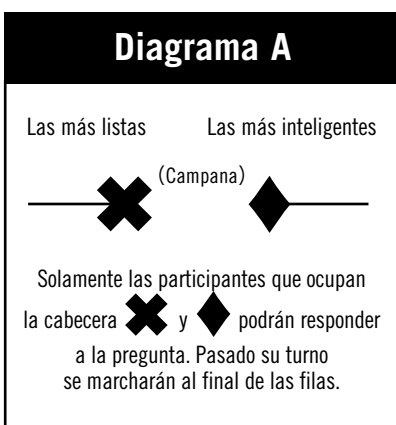 Diagrama A
Las más listas Las más inteligentes
(Campana)
Solamente las participantes que ocupan
la cabecera y podrán responder
a la pregunta. Pasado su turno
se marcharán al final de las filas.